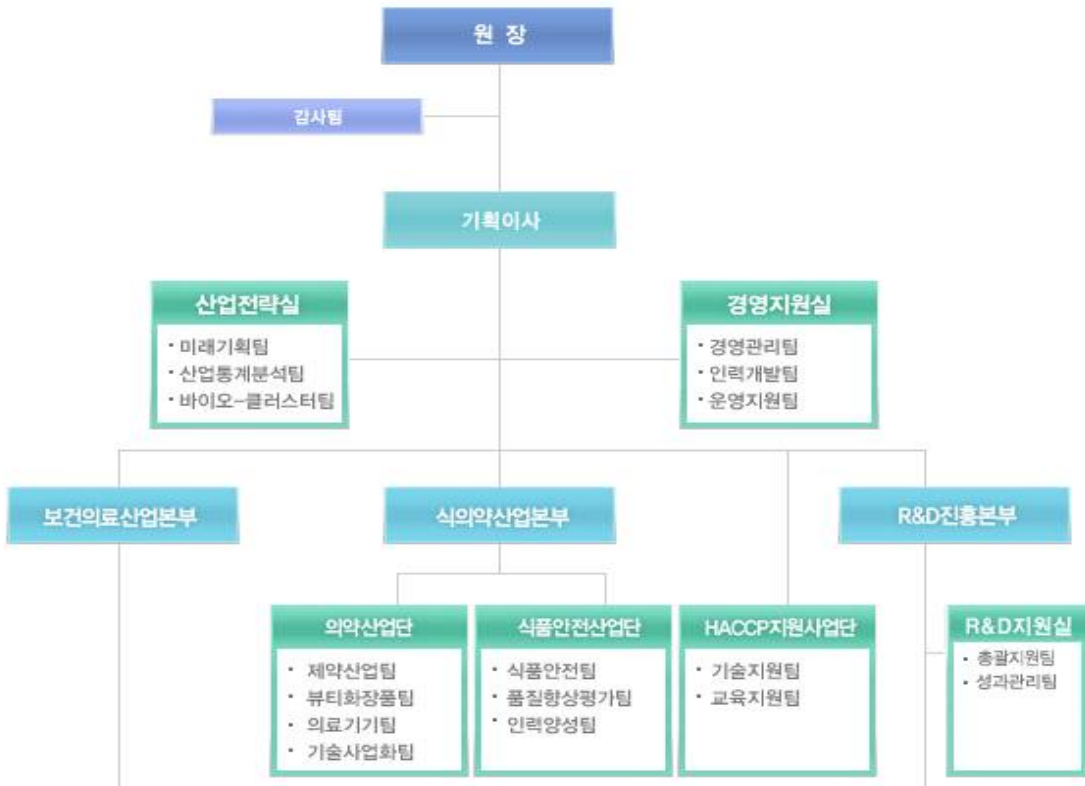 원 장
감사팀
기획이사
산업전략실
· 미래기획팀
· 산업통계분석팀
· 바이오-클러스터팀
경영지원실
· 경영관리팀
· 인력개발팀
· 운영지원팀
보건의료산업본부
식의약산업본부
R&D진흥본부
의약산업단
· 제약산업팀
· 뷰티화장품팀
· 의료기기팀
· 기술사업화팀
식품안전산업단
· 식품안전팀
· 품질향상평가팀
· 인력양성팀
HACCP지원사업단
· 기술지원팀
· 교육지원팀
R&D지원실
· 총괄지원팀
· 성과관리팀